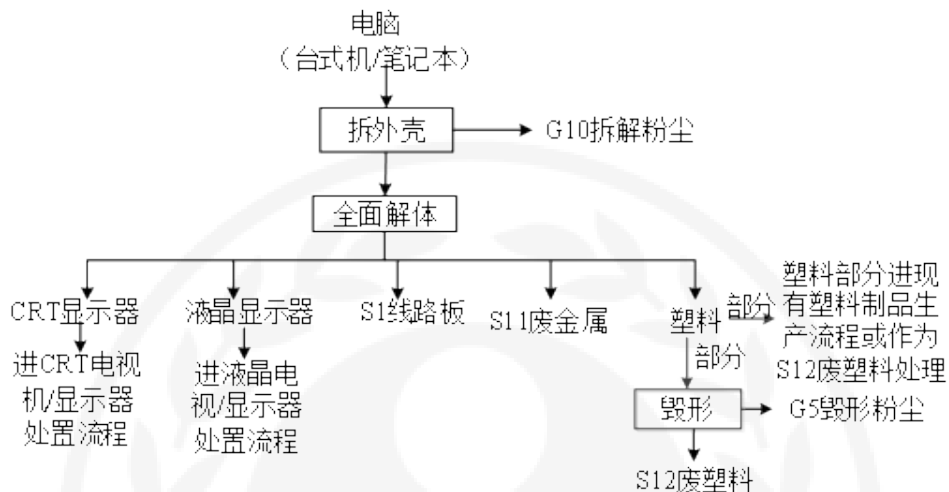 电脑
（台式机/笔记本）
拆外壳
G10拆解粉尘
全面解体
CRT显示器
液晶显示器
S1线路板
S11废金属
塑料
部分
塑料部分进现
有塑料制品生
产流程或作为
S12废塑料处理
进CRT电视
机/显示器
处置流程
进液晶电
视/显示器
处置流程
部分
毁形
G5毁形粉尘
S12废塑料